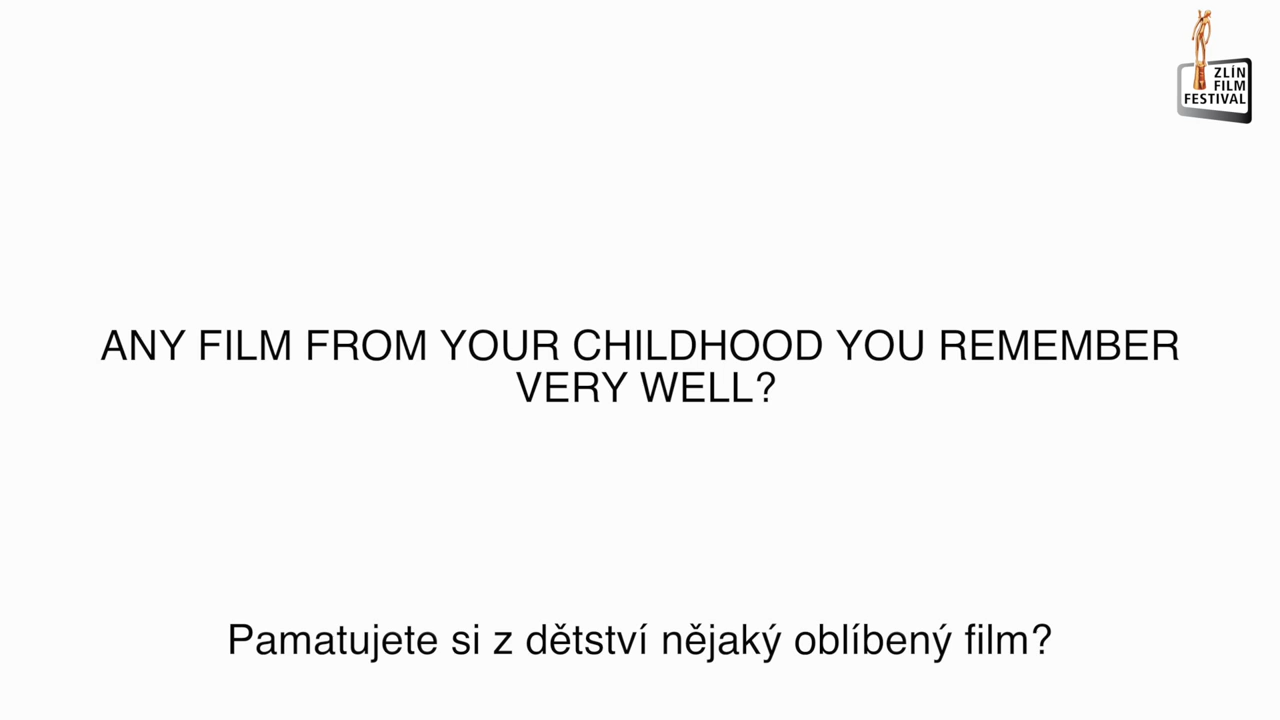 ZLÍN
FILM
FESTIVAL
ANY FILM FROM YOUR CHILDHOOD YOU REMEMBER
VERY WELL?
Pamatujete si z dětství nějaký oblíbený film?